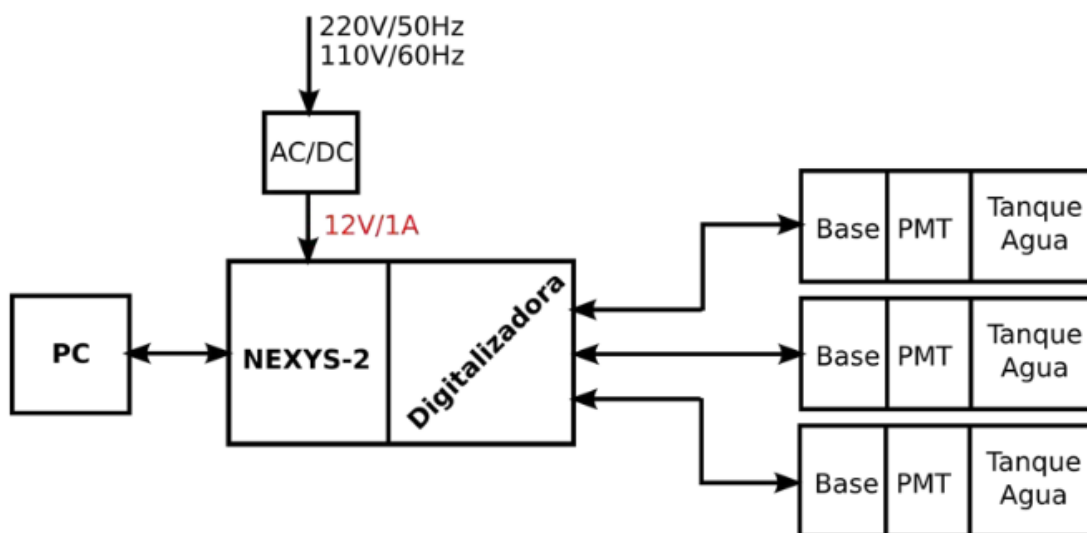 220V/50Hz
110V/60Hz
AC/DC
12V/1A
PC
NEXYS-2
Digitalizadora
Base
PMT
Tanque
Agua
Base
PMT
Tanque
Agua
Base
PMT
Tanque
Agua